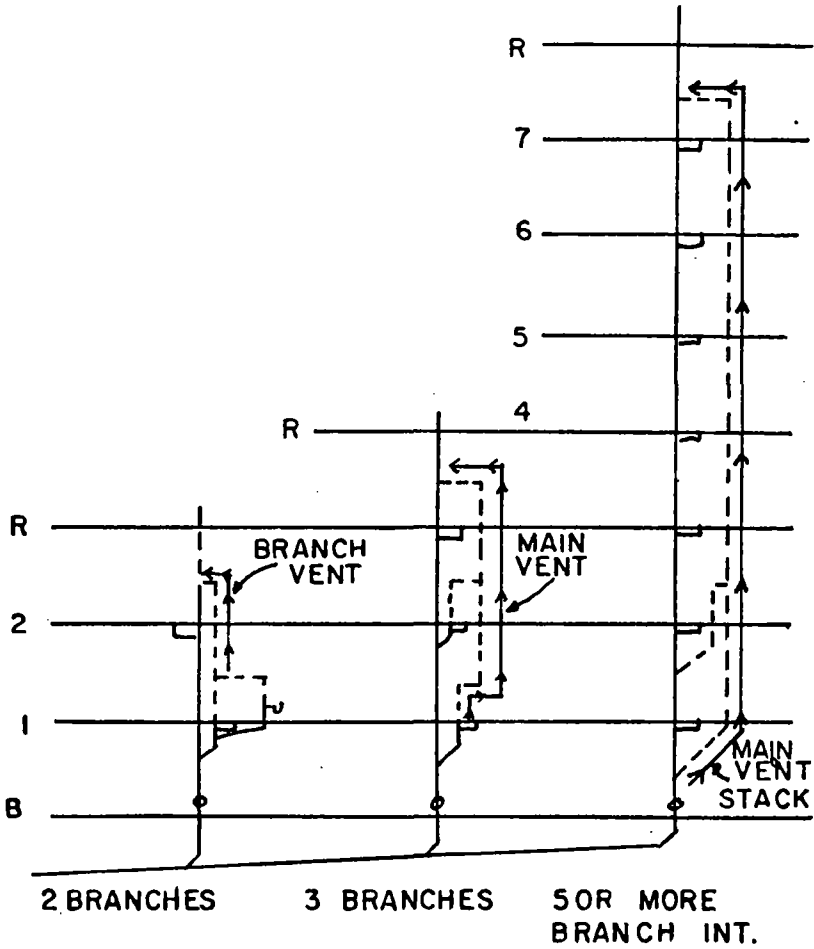 R
7
6
5
4
R
R
BRANCH
VENT
MAIN
VENT
2
1
MAIN
VENT
STACK
B
2 BRANCHES
3 BRANCHES
5 OR MORE
BRANCH INT.